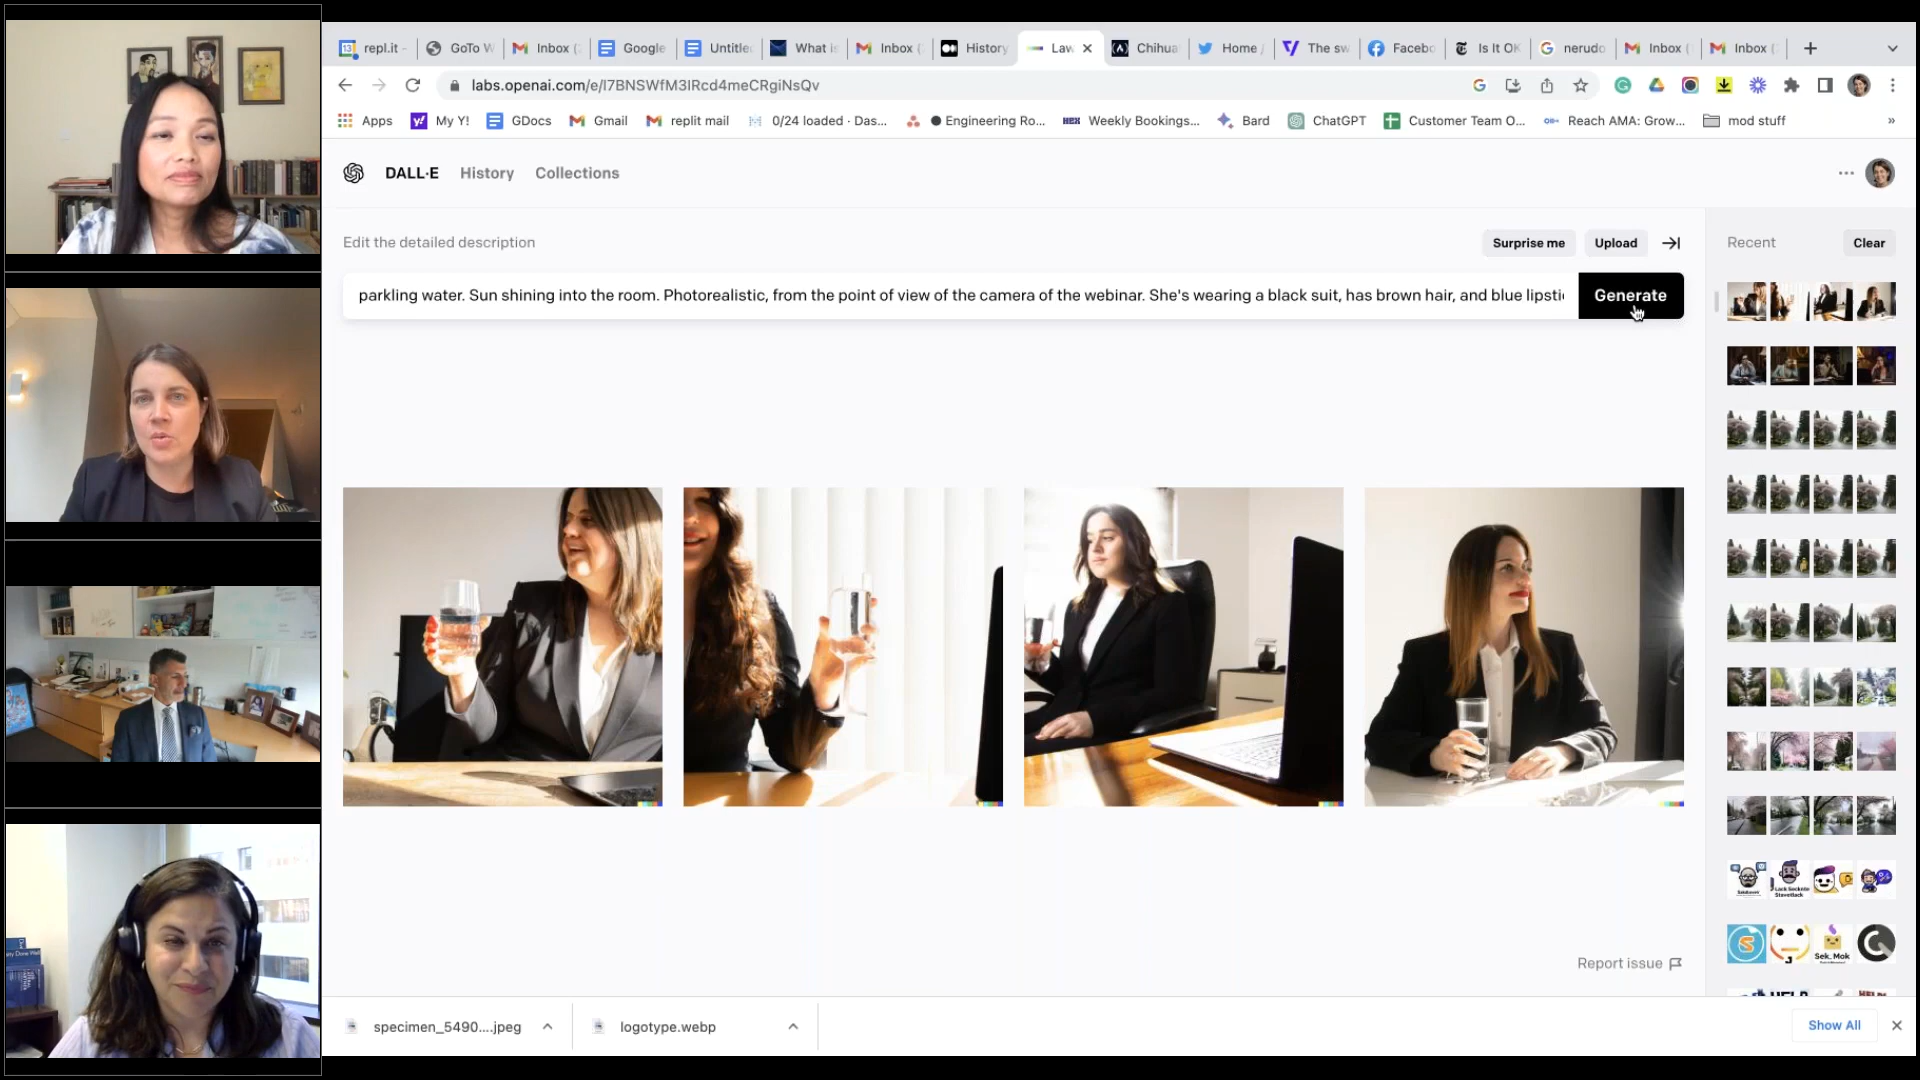 repl.it -
GoTo W
Inbox (
Google
Untitle
What is
Inbox (
History
Law
Chihua
Home /
The sw
Facebo
Is It OK
nerudo
Inbox (
Inbox (
labs.openai.com/e/I7BNSWfM3IRcd4meCRgiNsQv
Apps
My Y!
GDocs
Gmail
replit mail
0/24 loaded · Das...
Engineering Ro...
HEX Weekly Bookings...
Bard
ChatGPT
Customer Team O...
Reach AMA: Grow...
mod stuff
DALL·E
History
Collections
Edit the detailed description
Surprise me
Upload
Recent
Clear
parkling water. Sun shining into the room. Photorealistic, from the point of view of the camera of the webinar. She's wearing a black suit, has brown hair, and blue lipstic
Generate
Sek, Mok
Report issue
specimen_5490....jpeg
logotype.webp
Show All